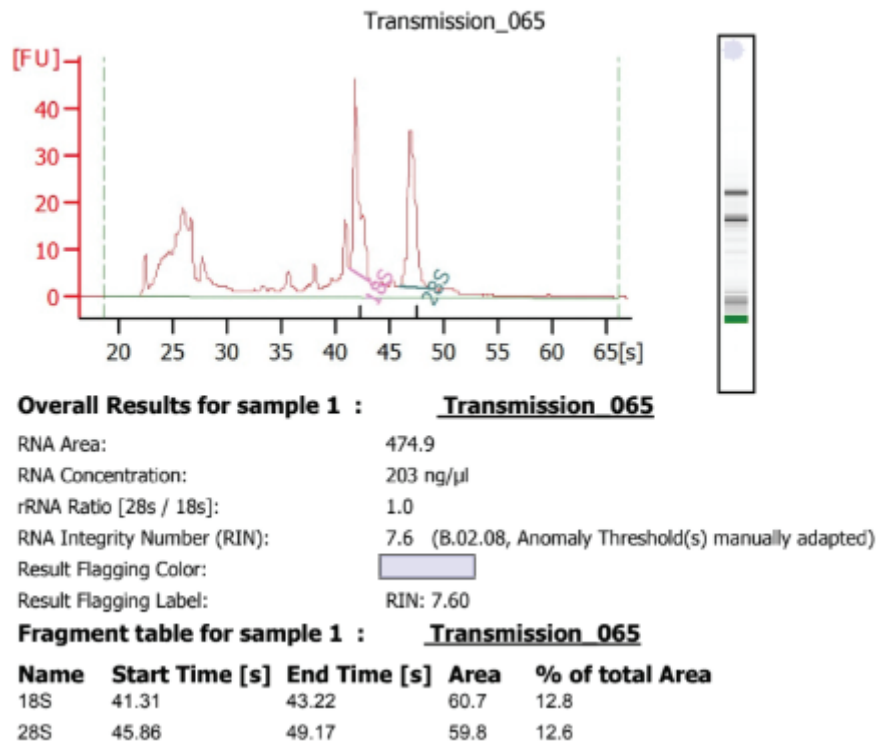 Transmission_065
[FU]
40
30
20
10
0
18S
28S
20 25 30 35 40 45 50 55 60 65[s]
Overall Results for sample 1 : Transmission_065
RNA Area: 474.9
RNA Concentration: 203 ng/µl
rRNA Ratio [28s / 18s]: 1.0
RNA Integrity Number (RIN): 7.6 (B.02.08, Anomaly Threshold(s) manually adapted)
Result Flagging Color:
Result Flagging Label: RIN: 7.60
Fragment table for sample 1 : Transmission_065
Name Start Time [s] End Time [s] Area % of total Area
18S 41.31 43.22 60.7 12.8
28S 45.86 49.17 59.8 12.6